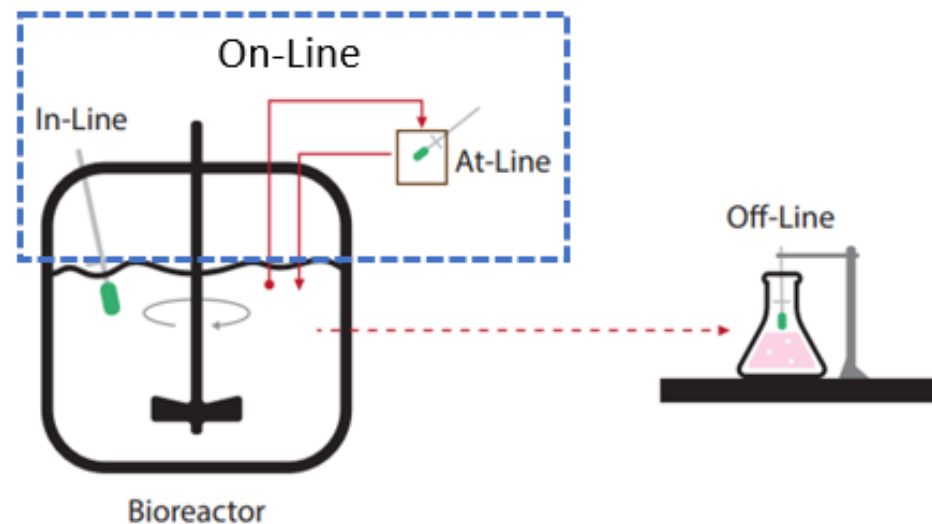 On-Line
In-Line
At-Line
Off-Line
Bioreactor